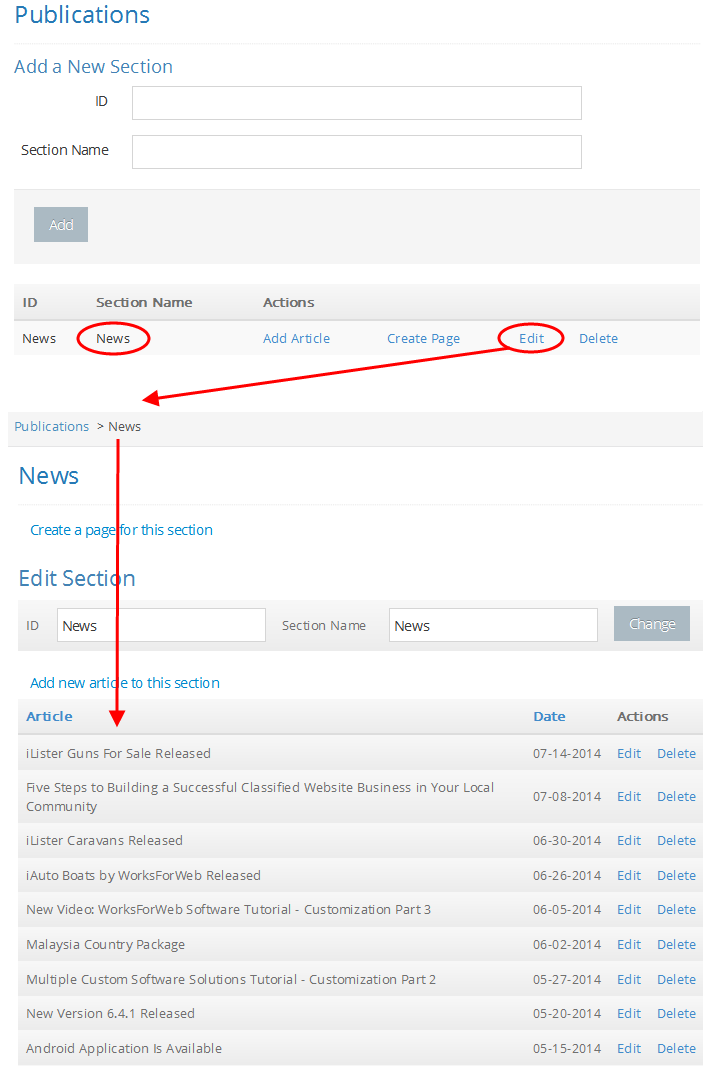 Publications
Add a New Section
ID
Section Name
Add
ID Section Name Actions
News News Add Article Create Page Edit Delete
Publications > News
News
Create a page for this section
Edit Section
ID News Section Name News Change
Add new article to this section
Article Date Actions
iLister Guns For Sale Released 07-14-2014 Edit Delete
Five Steps to Building a Successful Classified Website Business in Your Local
Community 07-08-2014 Edit Delete
iLister Caravans Released 06-30-2014 Edit Delete
iAuto Boats by WorksForWeb Released 06-26-2014 Edit Delete
New Video: WorksForWeb Software Tutorial - Customization Part 3 06-05-2014 Edit Delete
Malaysia Country Package 06-02-2014 Edit Delete
Multiple Custom Software Solutions Tutorial - Customization Part 2 05-27-2014 Edit Delete
New Version 6.4.1 Released 05-20-2014 Edit Delete
Android Application Is Available 05-15-2014 Edit Delete